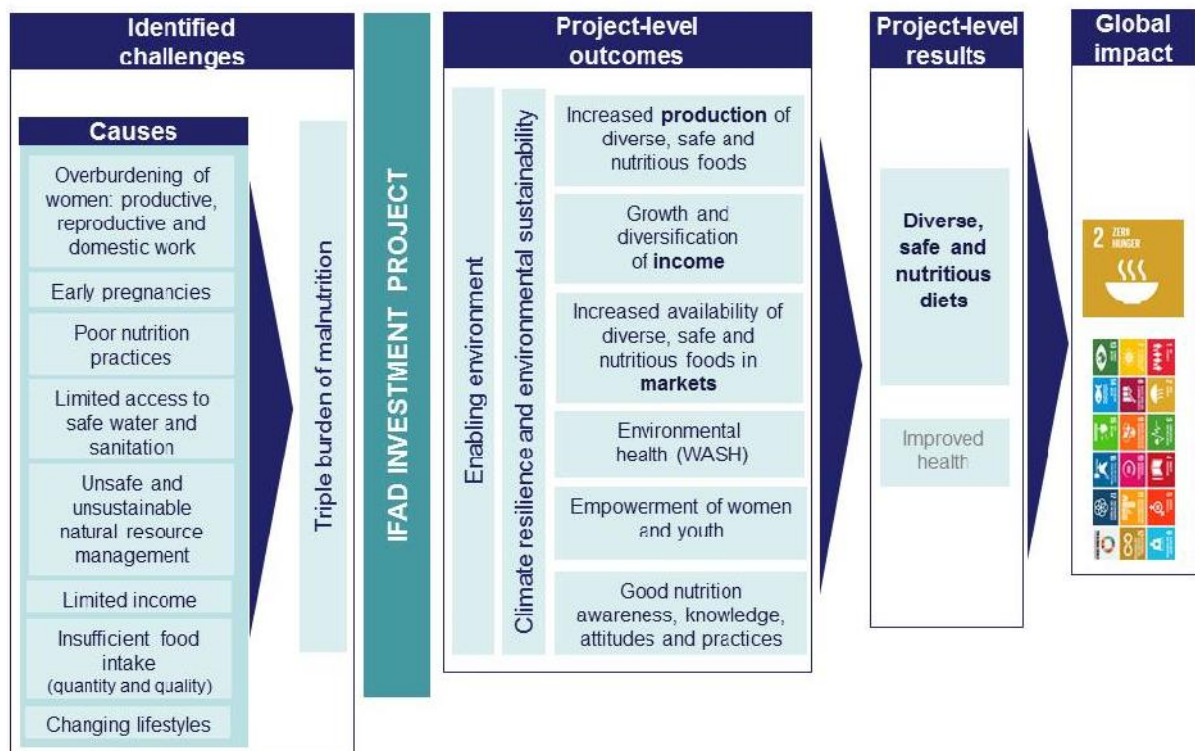 Identified
challenges
Causes
Overburdening of
women: productive,
reproductive and
domestic work
Early pregnancies
Poor nutrition
practices
Limited access to
safe water and
sanitation
Unsafe and
unsustainable
natural resource
management
Limited income
Insufficient food
intake
(quantity and quality)
Changing lifestyles
Triple burden of malnutrition
IFAD INVESTMENT PROJECT
Project-level
outcomes
Enabling environment
Climate resilience and environmental sustainability
Increased production of
diverse, safe and
nutritious foods
Growth and
diversification
of income
Increased availability of
diverse, safe and
nutritious foods in
markets
Environmental
health (WASH)
Empowerment of women
and youth
Good nutrition
awareness, knowledge,
attitudes and practices
Project-level
results
Diverse,
safe and
nutritious
diets
Improved
health
Global
impact
2 ZERO
HUNGER